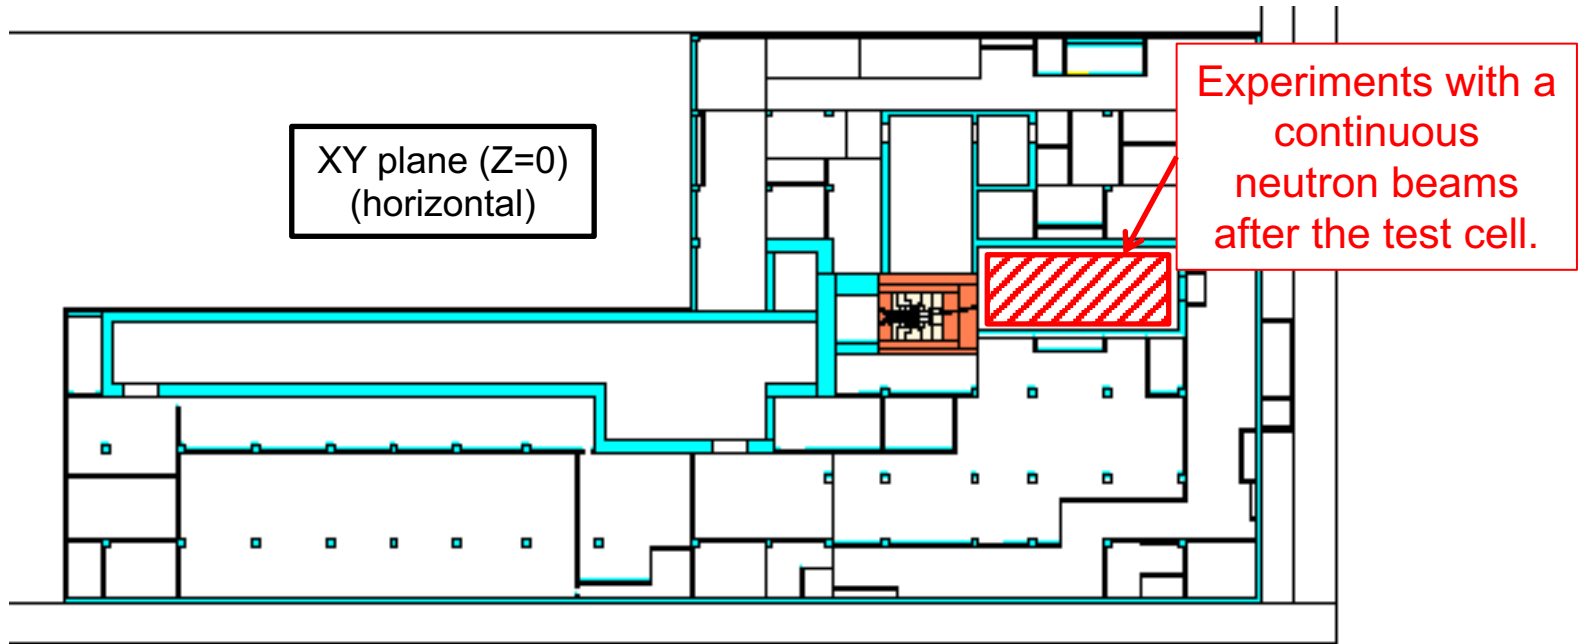 XY plane (Z=0)
(horizontal)
Experiments with a
continuous
neutron beams
after the test cell.